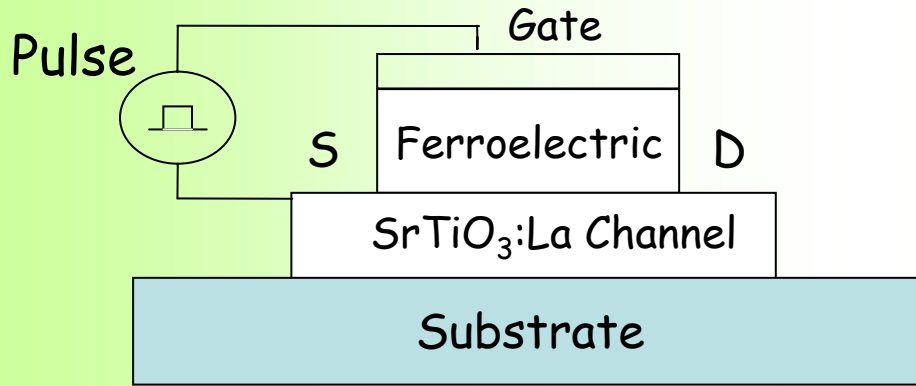 Gate
Pulse
S
Ferroelectric
D
SrTiO₃:La Channel
Substrate